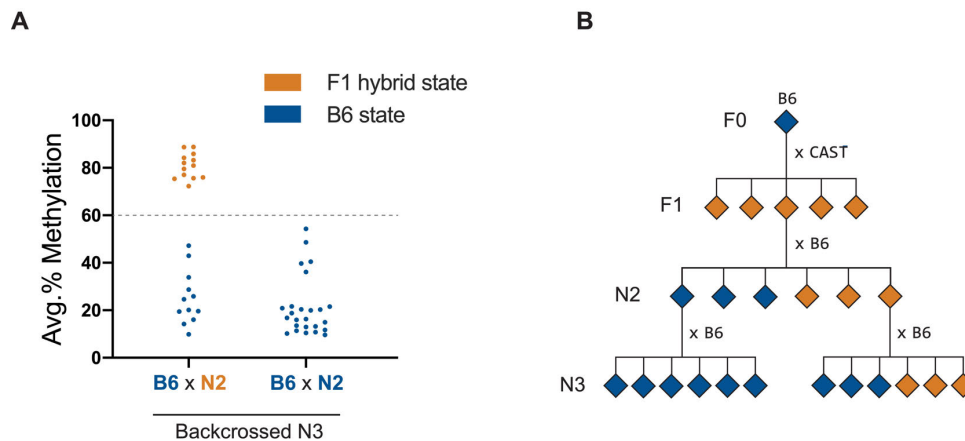 A
F1 hybrid state
B6 state
Avg.% Methylation
100
80
60
40
20
0
B6 x N2
B6 x N2
Backcrossed N3
B
B6
F0
x CAST
F1
x B6
N2
x B6
x B6
N3